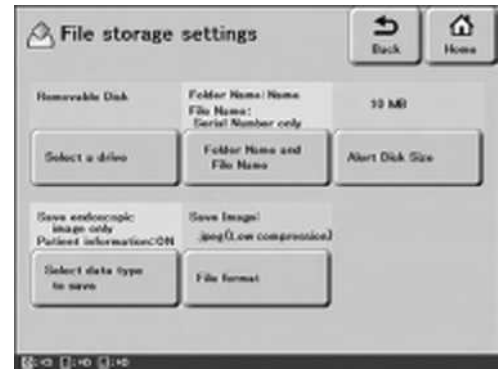 File storage settings
Back
Home
Removable Disk
Folder Name: Name
File Name:
Serial Number only
10 MB
Select a drive
Folder Name and
File Name
Alert Disk Size
Save endoscopic
image only
Patient information:ON
Save Image:
jpeg(Low compression)
Select data type
to save
File format